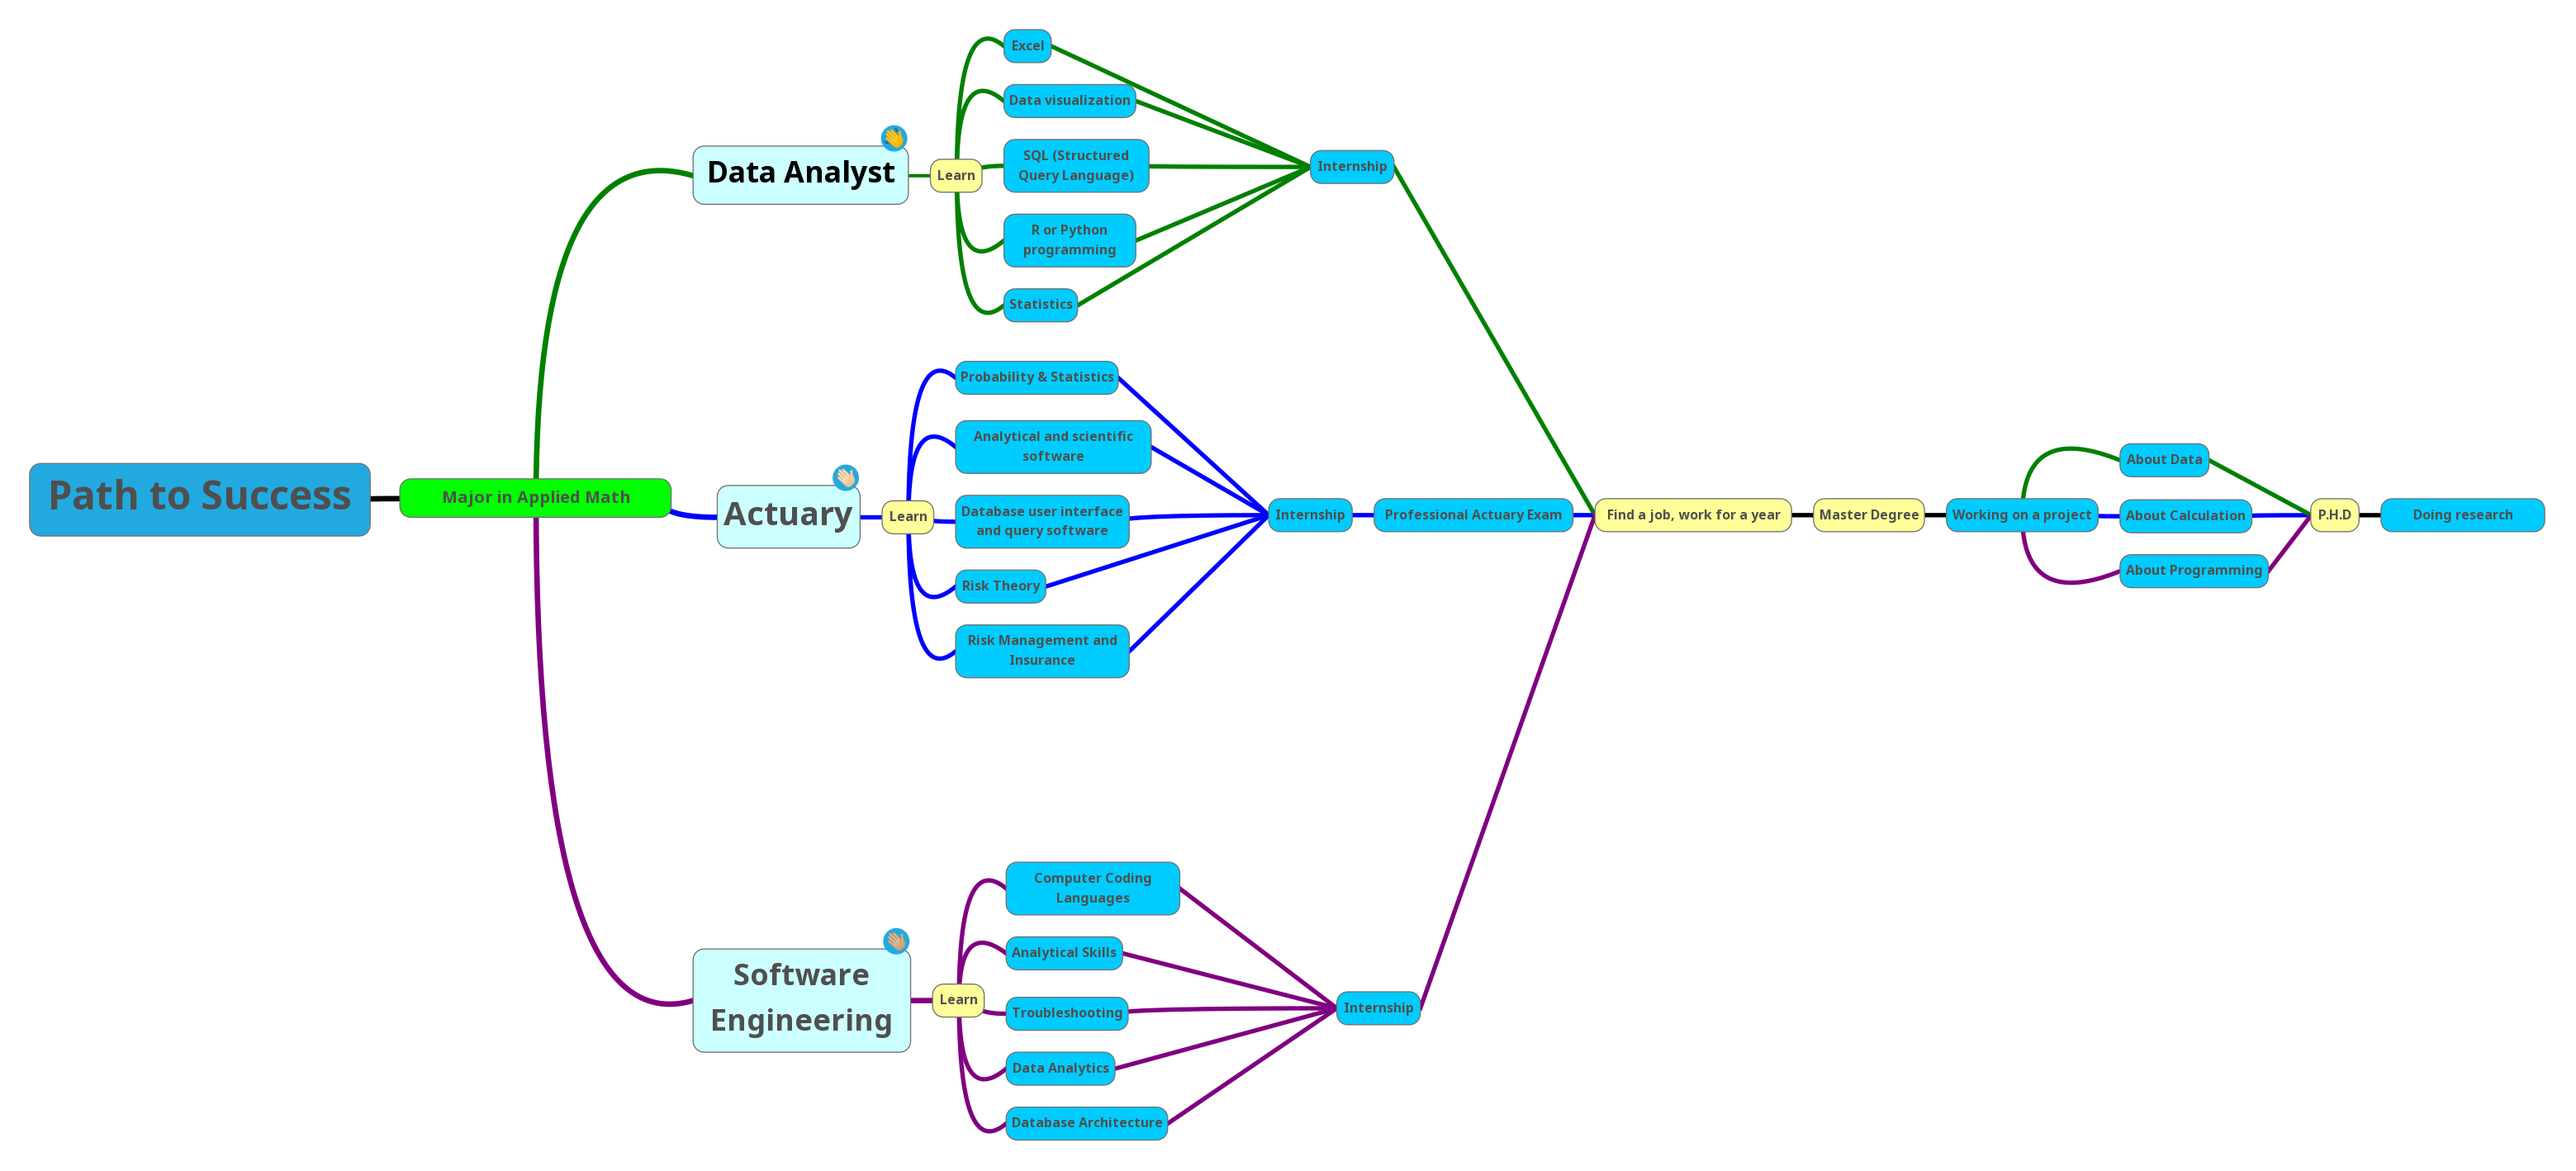 Path to Success
Major in Applied Math
Data Analyst
Learn
Excel
Data visualization
SQL (Structured
Query Language)
R or Python
programming
Statistics
Internship
Actuary
Learn
Probability & Statistics
Analytical and scientific
software
Database user interface
and query software
Risk Theory
Risk Management and
Insurance
Internship
Professional Actuary Exam
Software
Engineering
Learn
Computer Coding
Languages
Analytical Skills
Troubleshooting
Data Analytics
Database Architecture
Internship
Find a job, work for a year
Master Degree
Working on a project
About Data
About Calculation
About Programming
P.H.D
Doing research